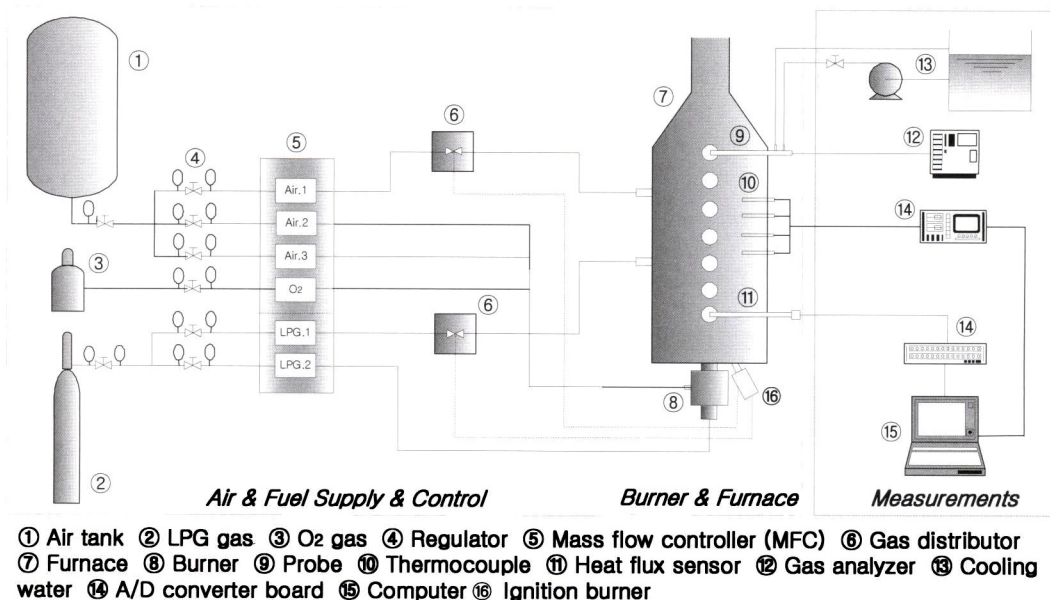 ①
⑥
⑦
⑬
⑨
⑫
④
⑤
Air.1
⑩
Air.2
⑭
③
Air.3
O2
⑥
⑪
LPG.1
⑭
LPG.2
⑧
⑯
⑮
②
Air & Fuel Supply & Control
Burner & Furnace
Measurements
① Air tank ② LPG gas ③ O2 gas ④ Regulator ⑤ Mass flow controller (MFC) ⑥ Gas distributor
⑦ Furnace ⑧ Burner ⑨ Probe ⑩ Thermocouple ⑪ Heat flux sensor ⑫ Gas analyzer ⑬ Cooling
water ⑭ A/D converter board ⑮ Computer ⑯ Ignition burner